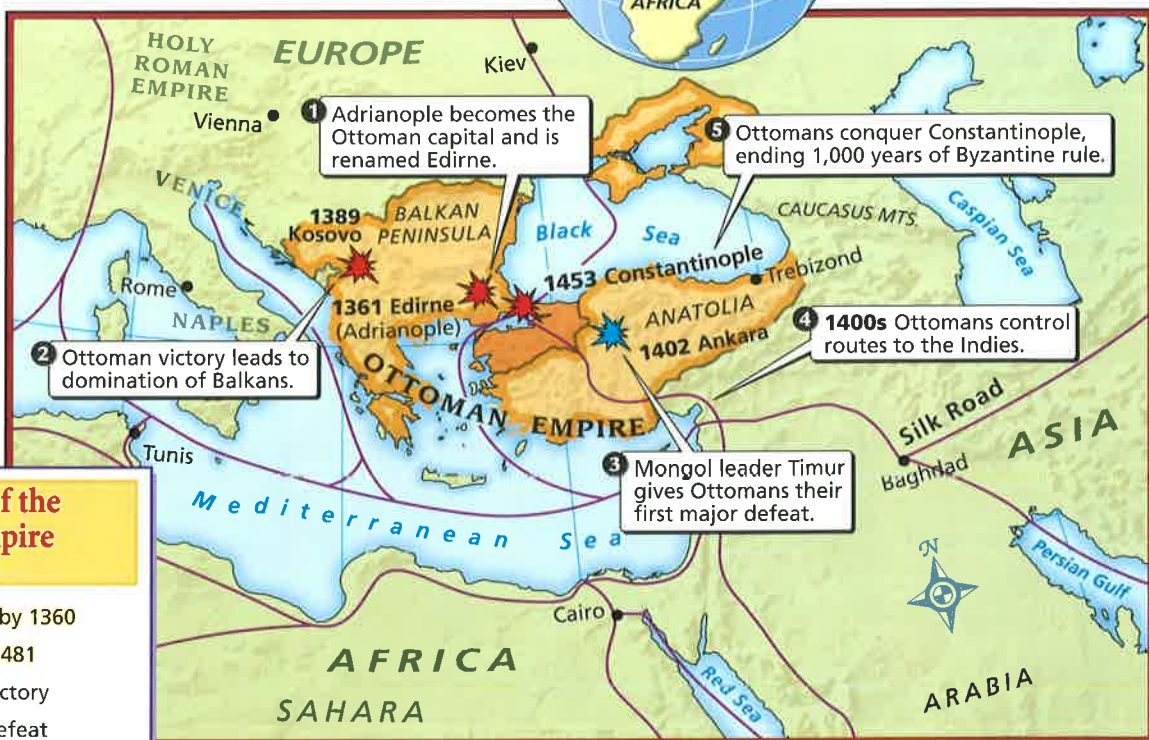 AFRICA
HOLY
ROMAN
EMPIRE
EUROPE
Kiev
Vienna
1 Adrianople becomes the
Ottoman capital and is
renamed Edirne.
5 Ottomans conquer Constantinople,
ending 1,000 years of Byzantine rule.
VENICE
1389
Kosovo
BALKAN
PENINSULA
Black Sea
CAUCASUS MTS.
Caspian Sea
1453 Constantinople
Trebizond
Rome
NAPLES
1361 Edirne
(Adrianople)
ANATOLIA
1402 Ankara
4 1400s Ottomans control
routes to the Indies.
2 Ottoman victory leads to
domination of Balkans.
OTTOMAN EMPIRE
Silk Road
ASIA
Tunis
3 Mongol leader Timur
gives Ottomans their
first major defeat.
Baghdad
Mediterranean Sea
N
Persian Gulf
Cairo
AFRICA
SAHARA
Red Sea
ARABIA
f the
pire
by 1360
481
ctory
efeat